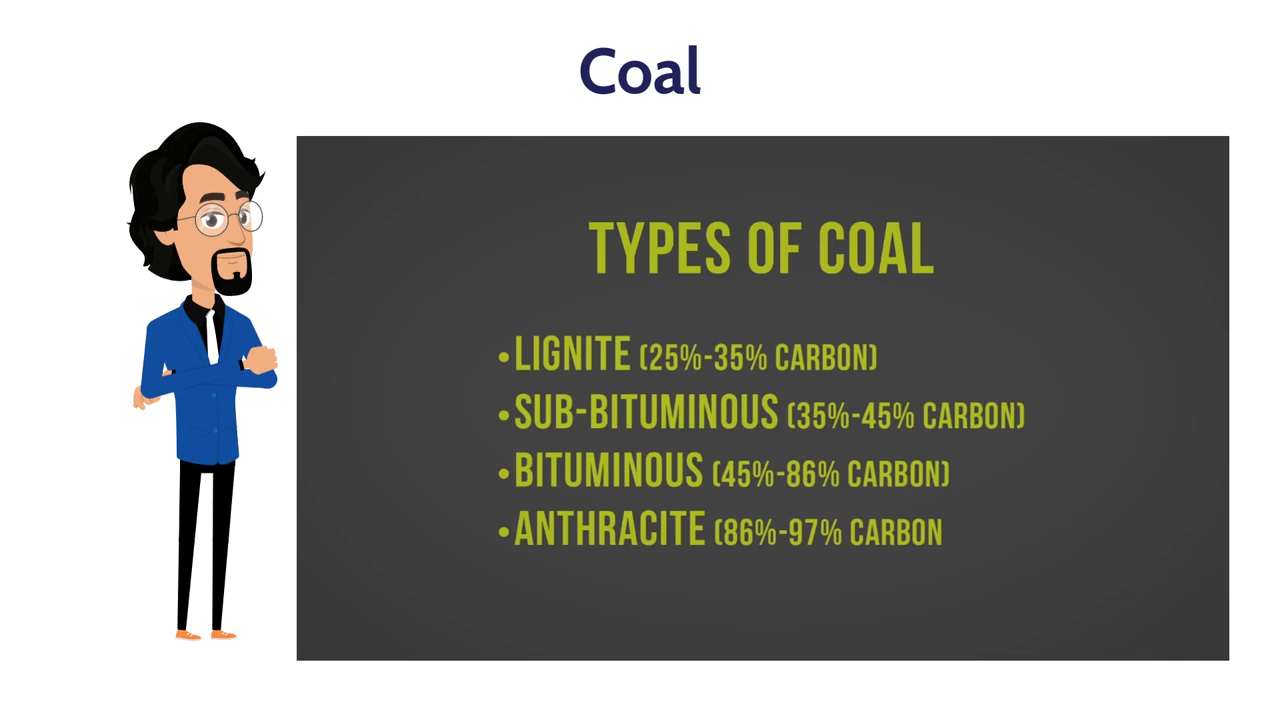 Coal
TYPES OF COAL
•LIGNITE (25%-35% CARBON)
•SUB-BITUMINOUS (35%-45% CARBON)
•BITUMINOUS (45%-86% CARBON)
•ANTHRACITE (86%-97% CARBON